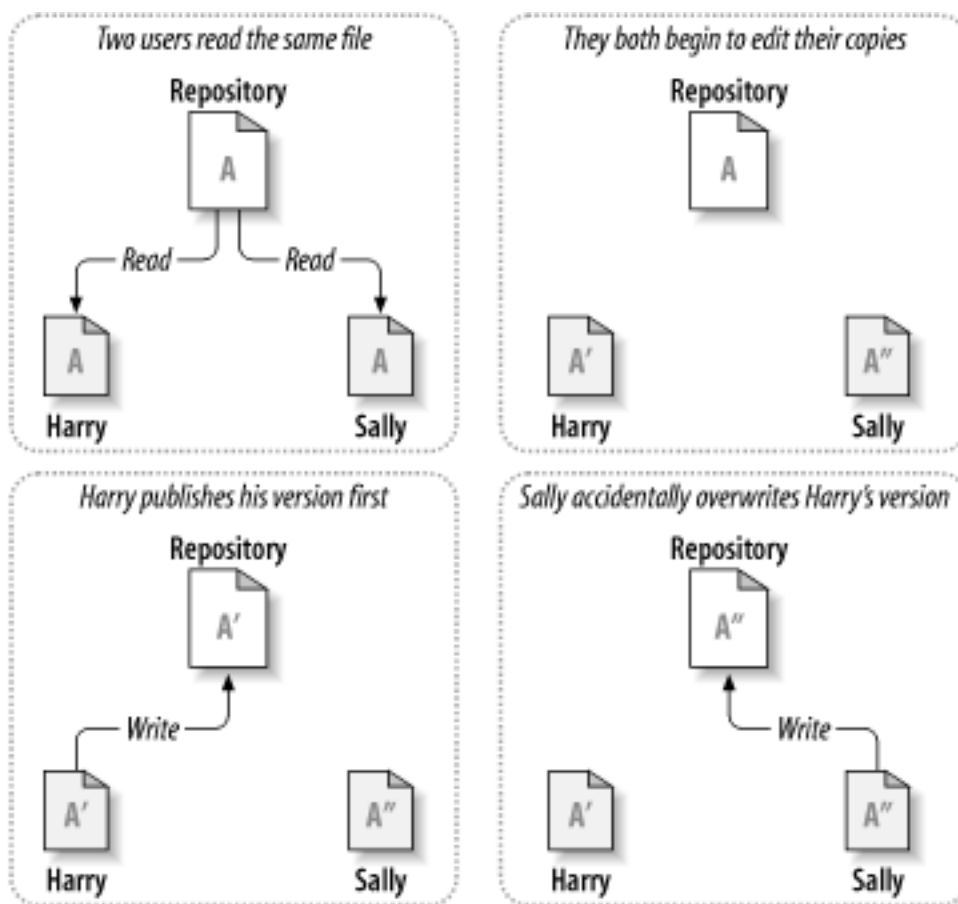 Two users read the same file
Repository
A
Read
Read
A
A
Harry
Sally
They both begin to edit their copies
Repository
A
A′
A″
Harry
Sally
Harry publishes his version first
Repository
A′
Write
A′
A″
Harry
Sally
Sally accidentally overwrites Harry’s version
Repository
A″
Write
A′
A″
Harry
Sally